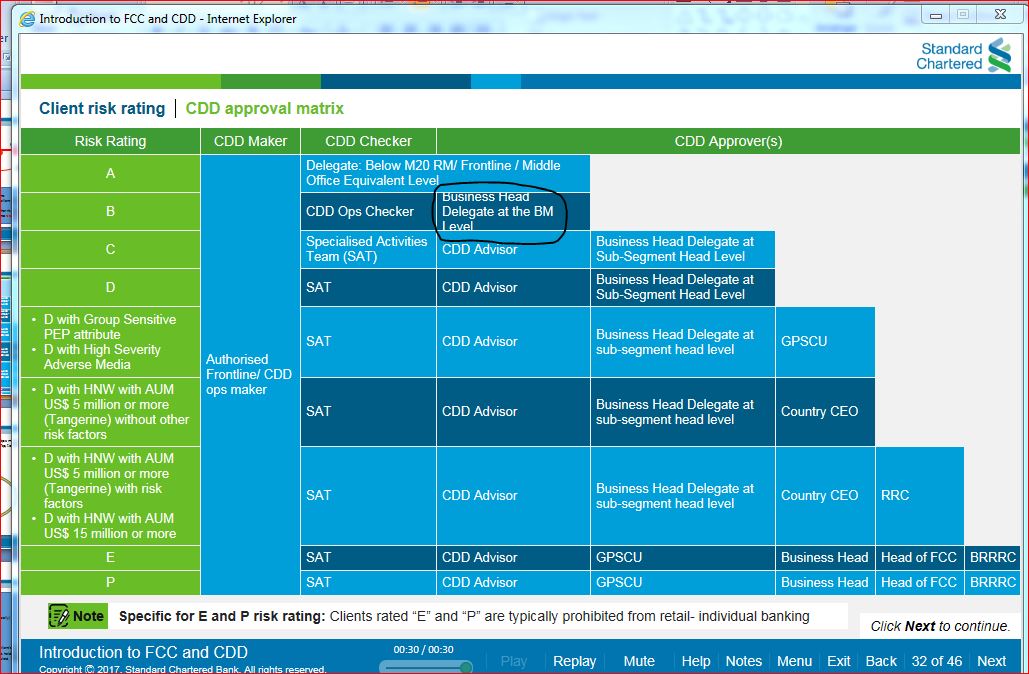 Introduction to FCC and CDD - Internet Explorer
Standard
Chartered
Client risk rating | CDD approval matrix
Risk Rating CDD Maker CDD Checker CDD Approver(s)
A
Delegate: Below M20 RM/ Frontline / Middle
Office Equivalent Level
B
CDD Ops Checker
Business Head
Delegate at the BM
Level
C
Specialised Activities
Team (SAT)
CDD Advisor
Business Head Delegate at
Sub-Segment Head Level
D
SAT
CDD Advisor
Business Head Delegate at
Sub-Segment Head Level
• D with Group Sensitive
PEP attribute
• D with High Severity
Adverse Media
Authorised
Frontline/ CDD
ops maker
SAT
CDD Advisor
Business Head Delegate at
sub-segment head level
GPSCU
• D with HNW with AUM
US$ 5 million or more
(Tangerine) without other
risk factors
SAT
CDD Advisor
Business Head Delegate at
sub-segment head level
Country CEO
• D with HNW with AUM
US$ 5 million or more
(Tangerine) with risk
factors
• D with HNW with AUM
US$ 15 million or more
SAT
CDD Advisor
Business Head Delegate at
sub-segment head level
Country CEO
RRC
E SAT CDD Advisor GPSCU Business Head Head of FCC BRRRC
P SAT CDD Advisor GPSCU Business Head Head of FCC BRRRC
Note Specific for E and P risk rating: Clients rated “E” and “P” are typically prohibited from retail- individual banking
Click Next to continue.
Introduction to FCC and CDD
Copyright © 2017, Standard Chartered Bank. All rights reserved.
00:30 / 00:30
Play Replay Mute Help Notes Menu Exit Back 32 of 46 Next